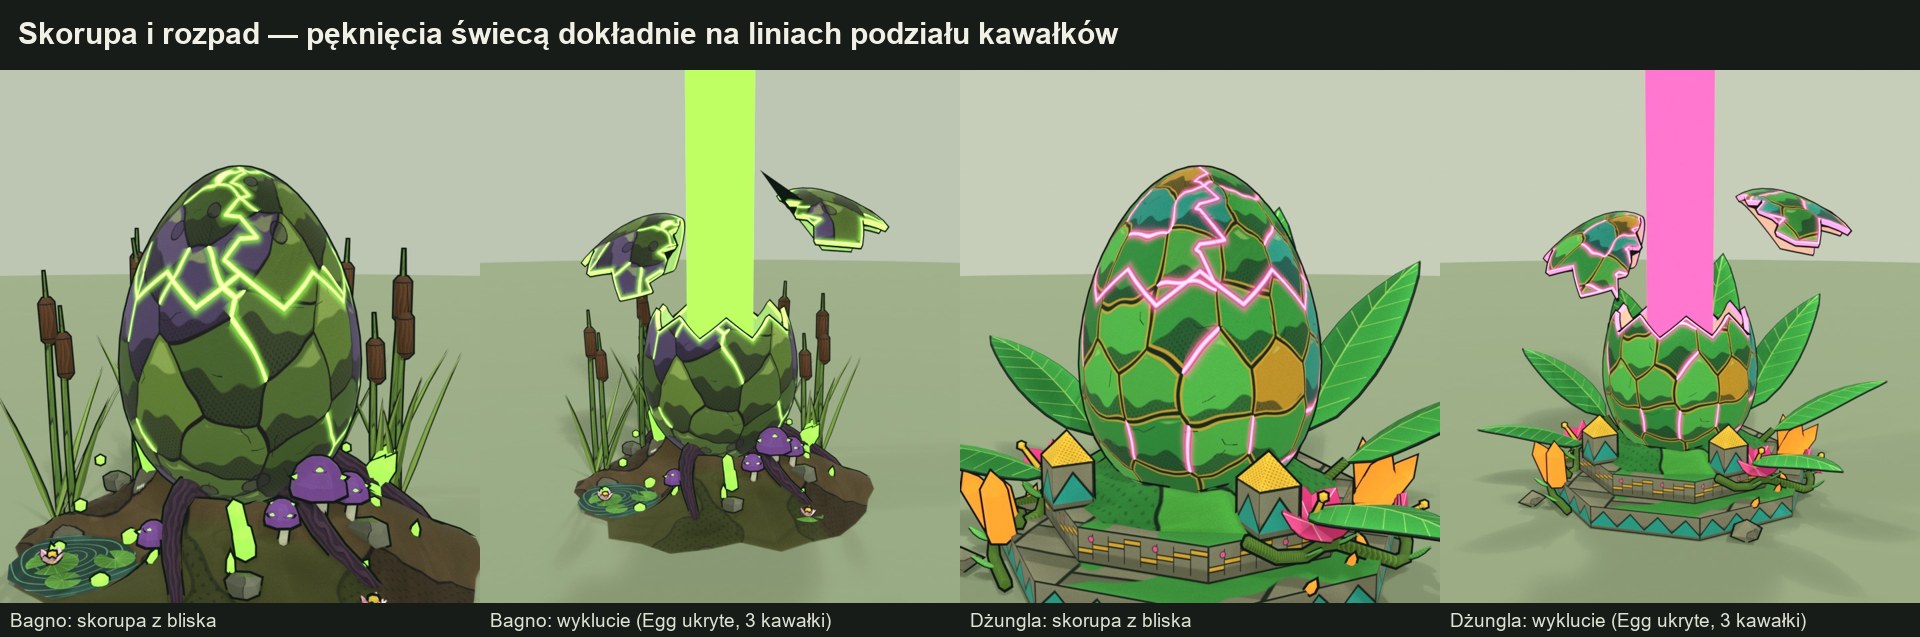 Skorupa i rozpad — pęknięcia świecą dokładnie na liniach podziału kawałków
Bagno: skorupa z bliska
Bagno: wyklucie (Egg ukryte, 3 kawałki)
Dżungla: skorupa z bliska
Dżungla: wyklucie (Egg ukryte, 3 kawałki)